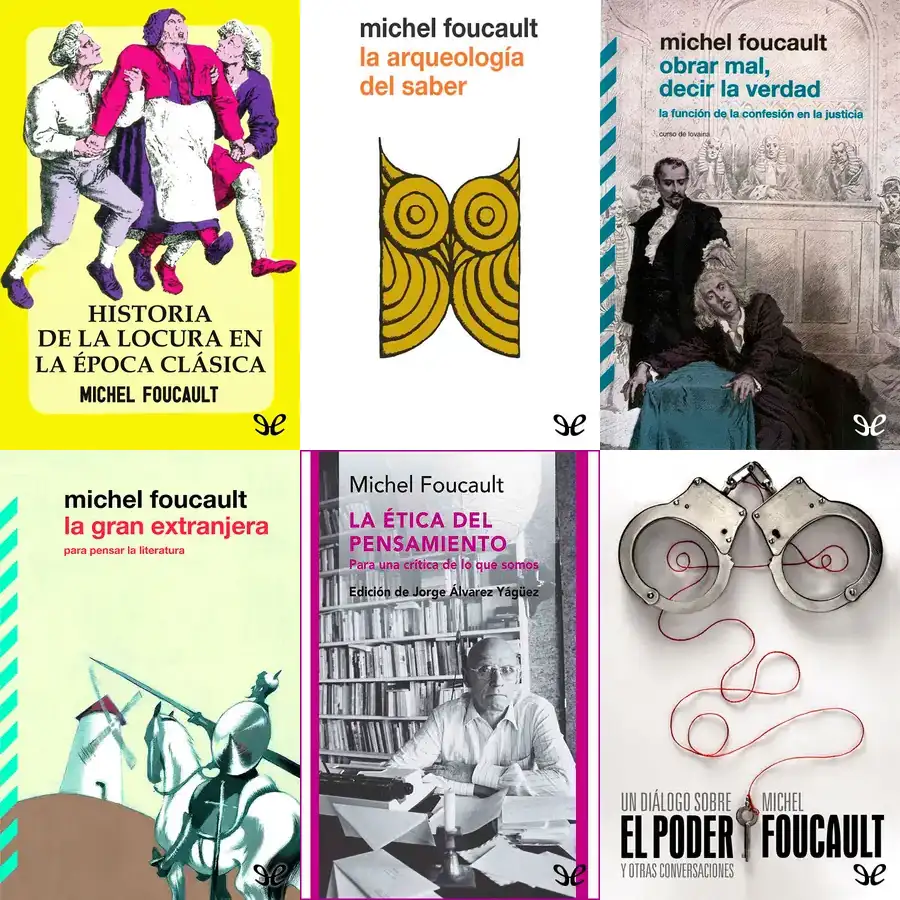 HISTORIA
DE LA LOCURA EN
LA ÉPOCA CLÁSICA
MICHEL FOUCAULT
michel foucault
la arqueología
del saber
michel foucault
obrar mal,
decir la verdad
la función de la confesión en la justicia
curso de lovaina
michel foucault
la gran extranjera
para pensar la literatura
Michel Foucault
LA ÉTICA DEL
PENSAMIENTO
Para una crítica de lo que somos
Edición de Jorge Álvarez Yágüez
UN DIÁLOGO SOBRE
EL PODER
Y OTRAS CONVERSACIONES
MICHEL
FOUCAULT